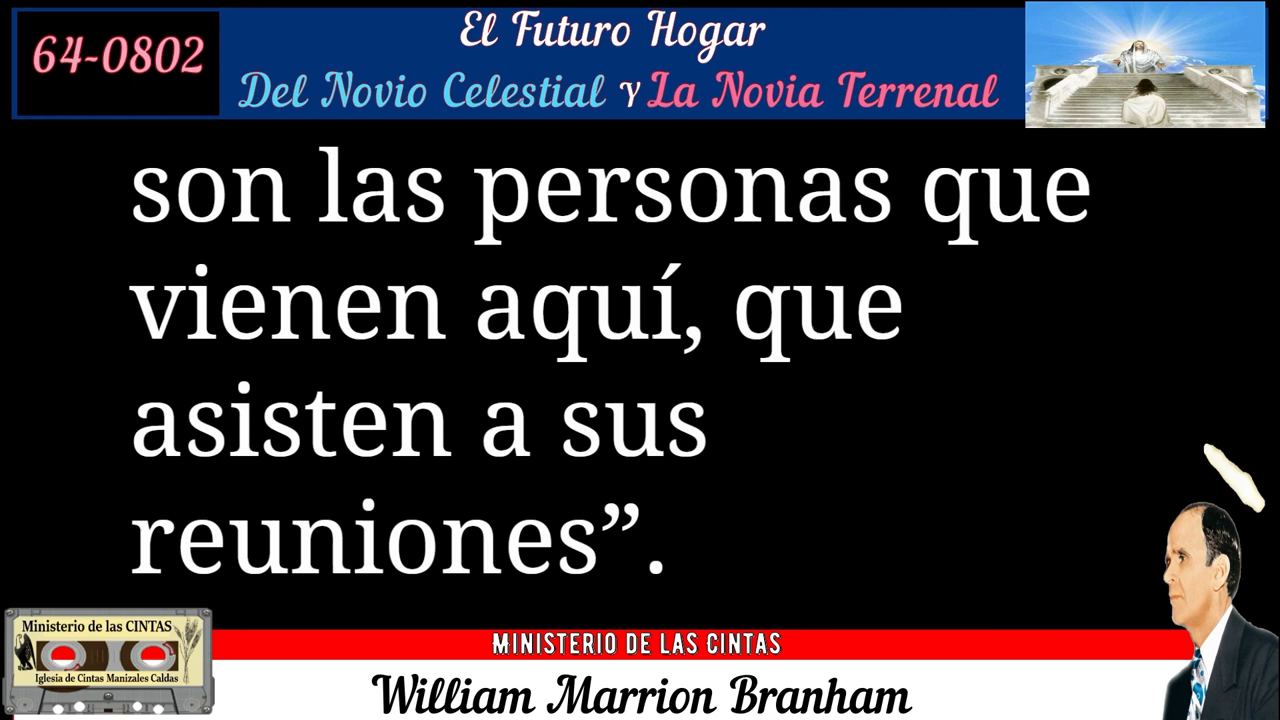 64-0802
El Futuro Hogar
Del Novio Celestial Y La Novia Terrenal
son las personas que
vienen aquí, que
asisten a sus
reuniones”.
Ministerio de las CINTAS
Iglesia de Cintas Manizales Caldas
MINISTERIO DE LAS CINTAS
William Marrion Branham